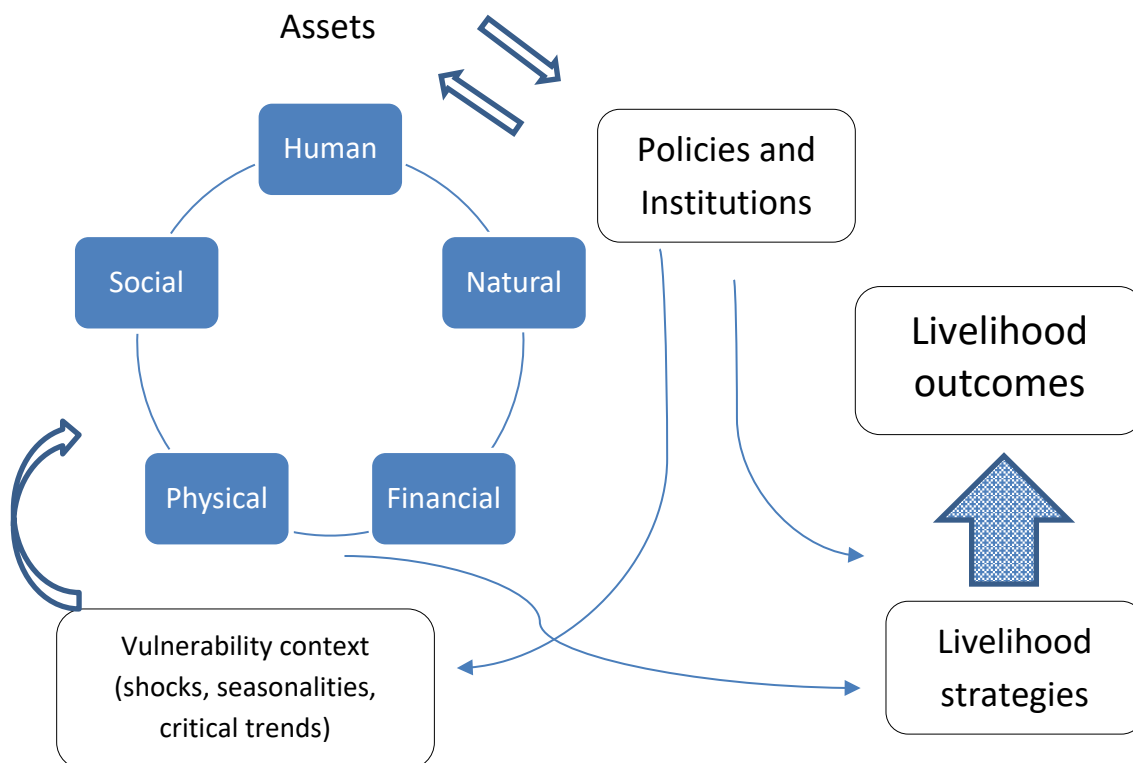 Assets
Human
Social
Natural
Physical
Financial
Policies and
Institutions
Livelihood
outcomes
Vulnerability context
(shocks, seasonalities,
critical trends)
Livelihood
strategies